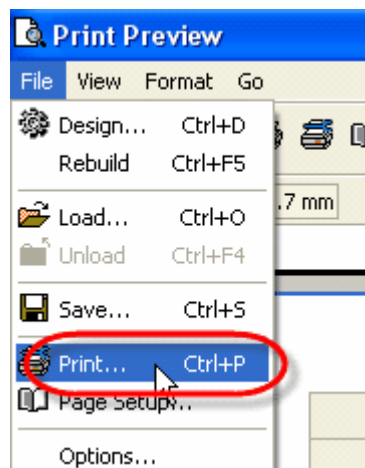 Print Preview
File View Format Go
Design... Ctrl+D
Rebuild Ctrl+F5
.7 mm
Load... Ctrl+O
Unload Ctrl+F4
Save... Ctrl+S
Print... Ctrl+P
Page Setup...
Options...